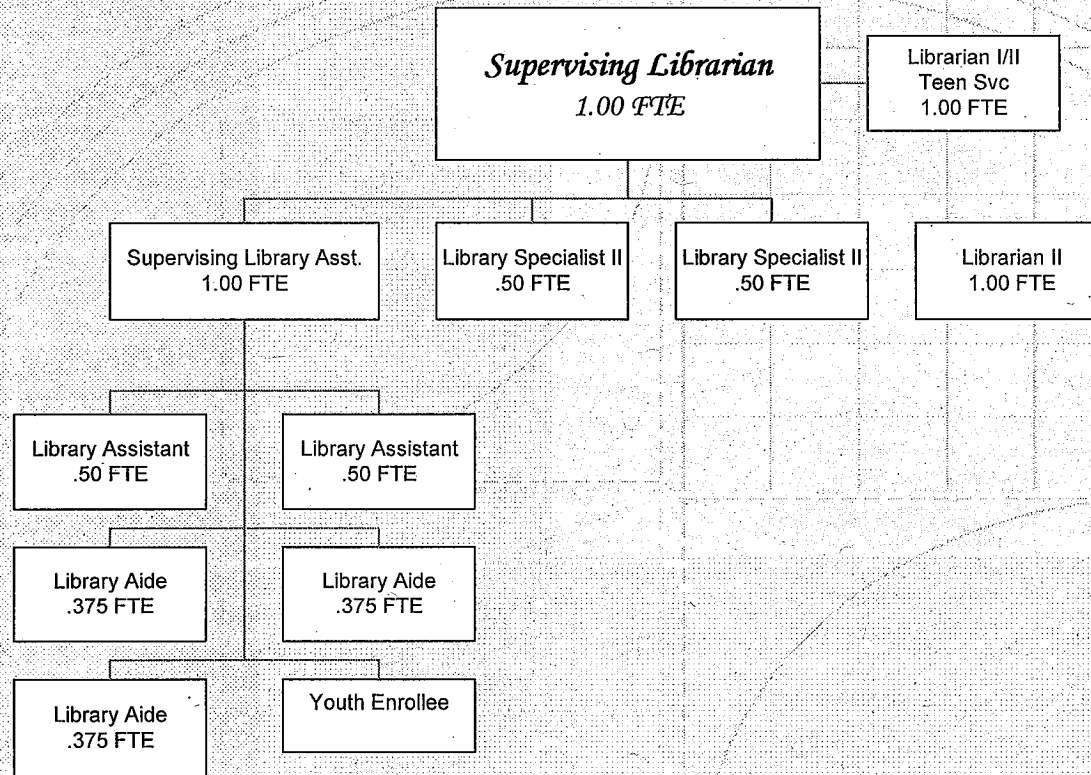 Supervising Librarian
1.00 FTE
Librarian I/II
Teen Svc
1.00 FTE
Supervising Library Asst.
1.00 FTE
Library Specialist II
.50 FTE
Library Specialist II
.50 FTE
Librarian II
1.00 FTE
Library Assistant
.50 FTE
Library Assistant
.50 FTE
Library Aide
.375 FTE
Library Aide
.375 FTE
Library Aide
.375 FTE
Youth Enrollee